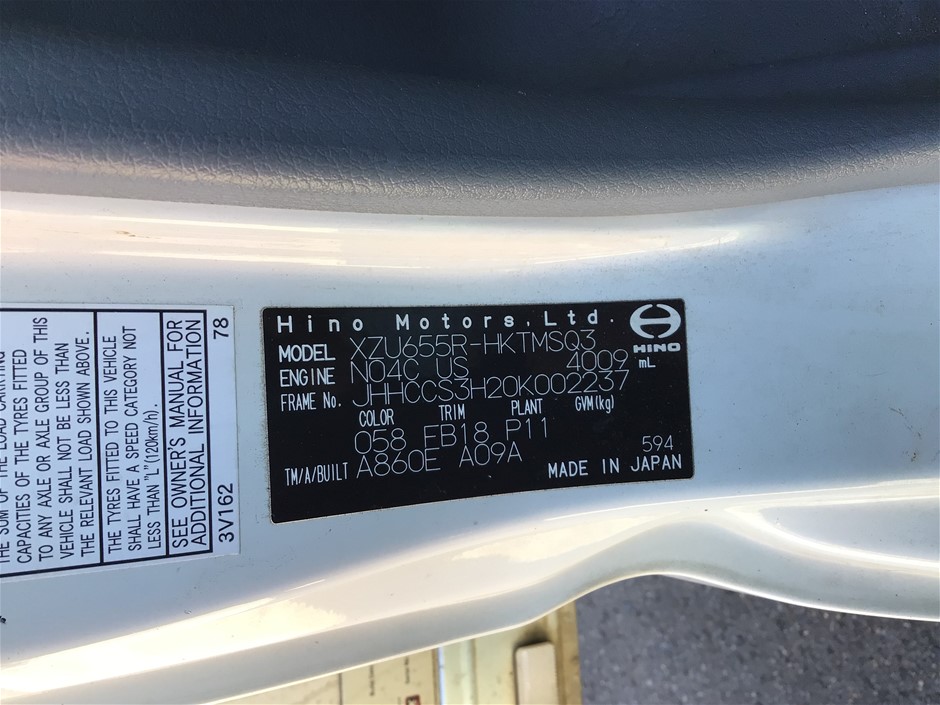 THE SUM OF THE LOAD CARRYING
CAPACITIES OF THE TYRES FITTED
TO ANY AXLE OR AXLE GROUP OF THIS
VEHICLE SHALL NOT BE LESS THAN
THE RELEVANT LOAD SHOWN ABOVE.
THE TYRES FITTED TO THIS VEHICLE
SHALL HAVE A SPEED CATEGORY NOT
LESS THAN "L"(120km/h).
SEE OWNER'S MANUAL FOR
ADDITIONAL INFORMATION
3V162 78
Hino Motors,Ltd.
HINO
MODEL XZU655R-HKTMSQ3
ENGINE N04C US 4009 mL
FRAME No. JHHCCS3H20K002237
COLOR TRIM PLANT GVM(kg)
058 EB18 P11
594
TM/A/BUILT A860E A09A
MADE IN JAPAN